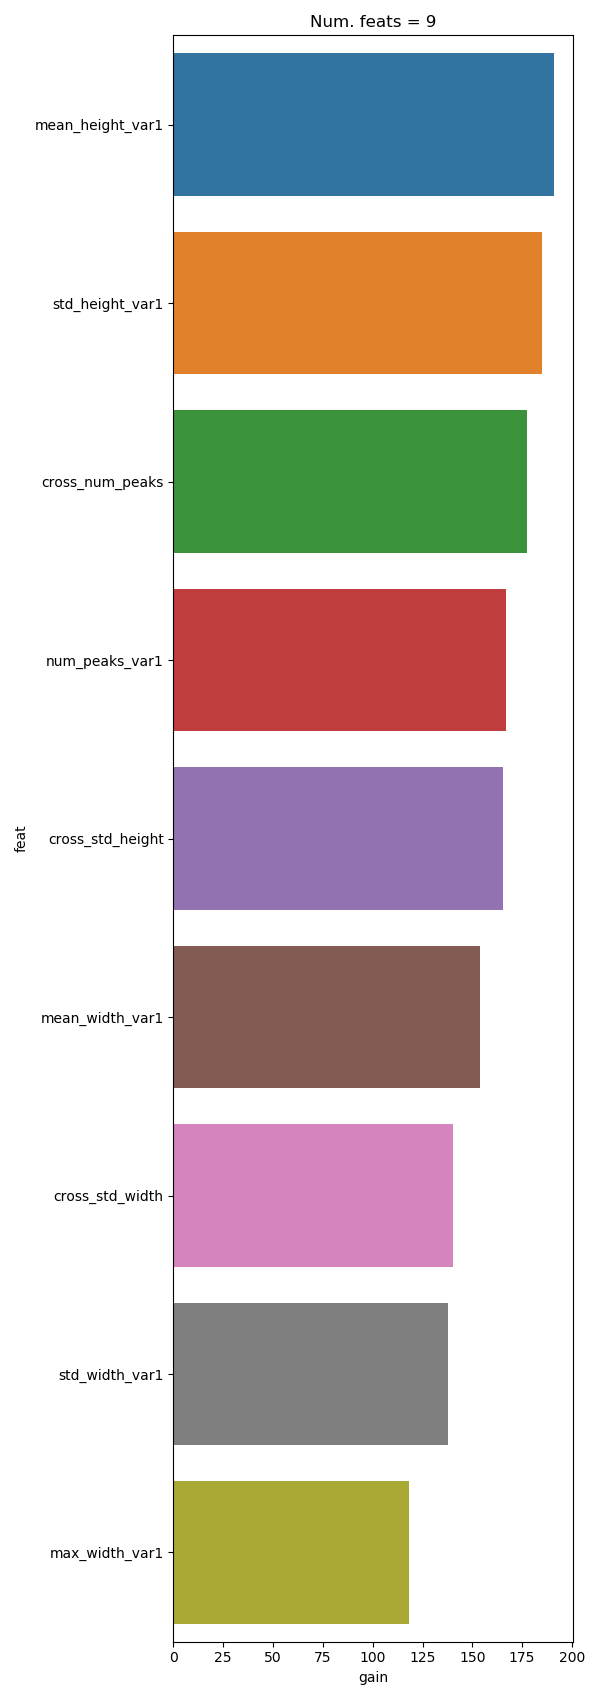 Num. feats = 9
mean_height_var1
std_height_var1
cross_num_peaks
num_peaks_var1
cross_std_height
mean_width_var1
cross_std_width
std_width_var1
max_width_var1
feat
0 25 50 75 100 125 150 175 200
gain